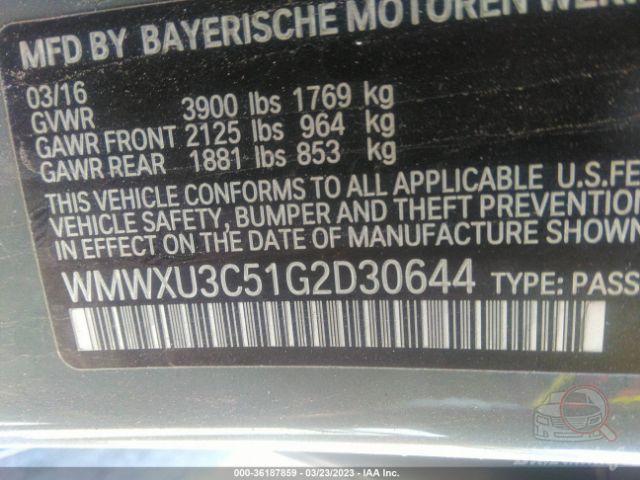 MFD BY BAYERISCHE MOTOREN
03/16
GVWR 3900 lbs 1769 kg
GAWR FRONT 2125 lbs 964 kg
GAWR REAR 1881 lbs 853 kg
THIS VEHICLE CONFORMS TO ALL APPLICABLE U.S.FE
VEHICLE SAFETY, BUMPER AND THEFT PREVENTION
IN EFFECT ON THE DATE OF MANUFACTURE SHOWN
WMWXU3C51G2D30644 TYPE: PASS
000-36187859 — 03/23/2023 — IAA Inc.